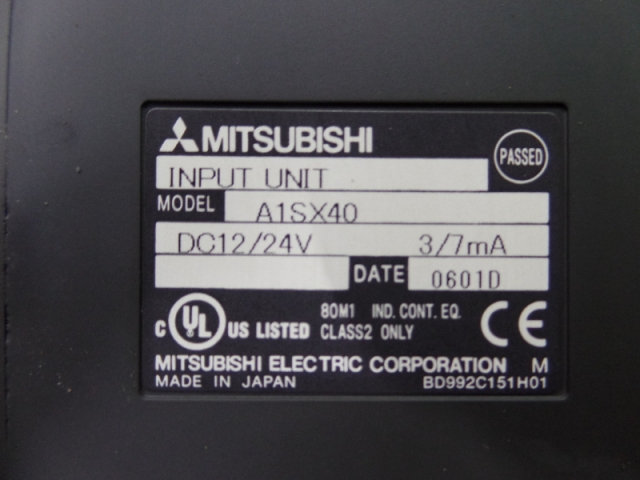 MITSUBISHI
PASSED
INPUT UNIT
MODEL A1SX40
DC12/24V 3/7mA
DATE 0601D
C UL US LISTED 80M1 IND. CONT. EQ. CLASS2 ONLY CE
MITSUBISHI ELECTRIC CORPORATION M
MADE IN JAPAN BD992C151H01